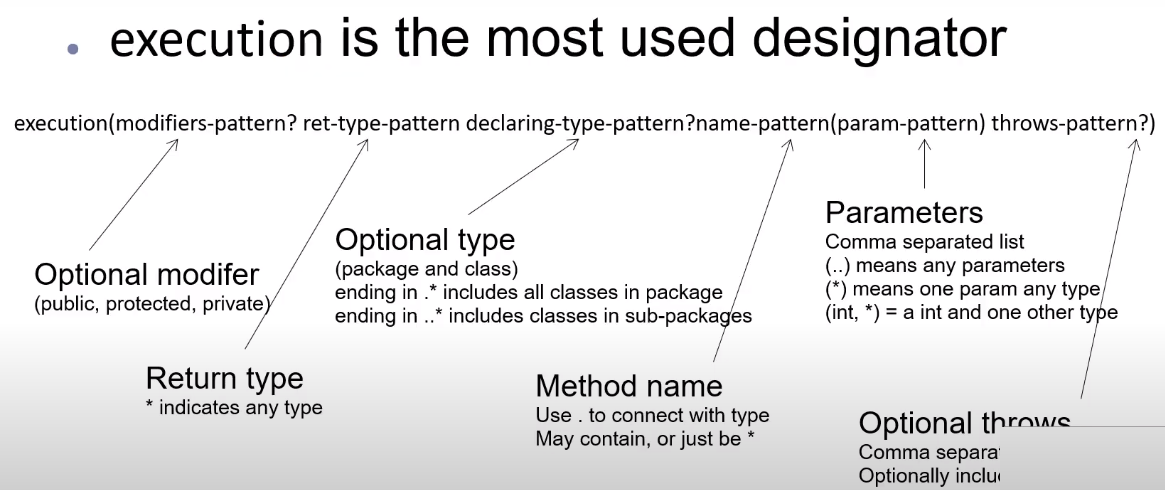 • execution is the most used designator
execution(modifiers-pattern? ret-type-pattern declaring-type-pattern?name-pattern(param-pattern) throws-pattern?)
Optional modifer
(public, protected, private)
Return type
* indicates any type
Optional type
(package and class)
ending in .* includes all classes in package
ending in ..* includes classes in sub-packages
Method name
Use . to connect with type
May contain, or just be *
Parameters
Comma separated list
(..) means any parameters
(*) means one param any type
(int, *) = a int and one other type
Optional throws
Comma
Optionally